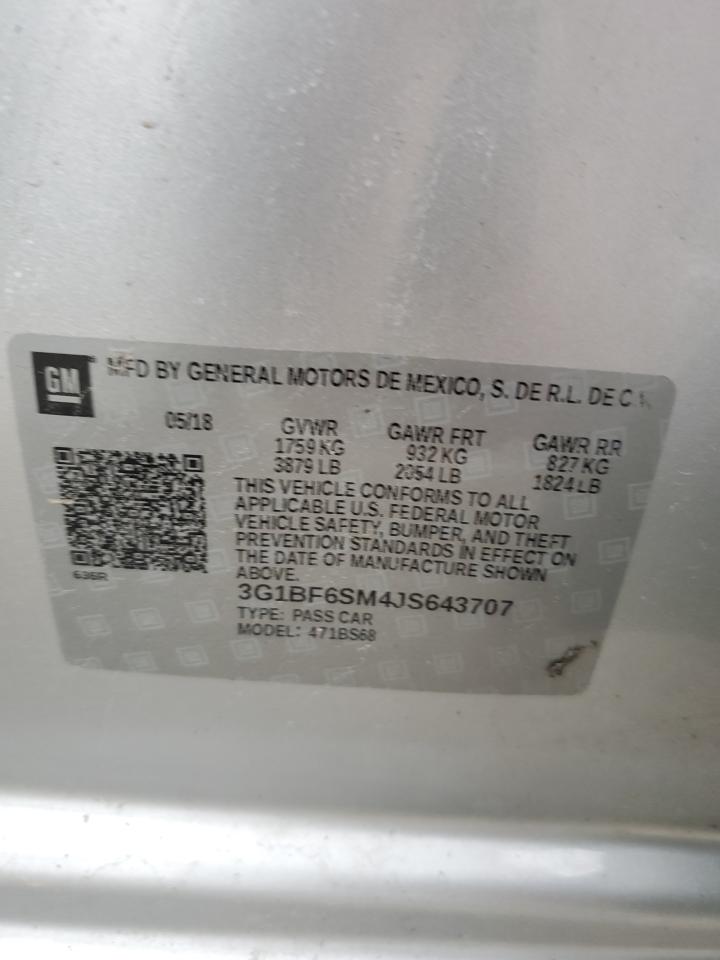 GM
MFD BY GENERAL MOTORS DE MEXICO, S. DE R.L. DE C.V.
05/18 GVWR GAWR FRT GAWR RR
1759 KG 932 KG 827 KG
3879 LB 2054 LB 1824 LB
THIS VEHICLE CONFORMS TO ALL
APPLICABLE U.S. FEDERAL MOTOR
VEHICLE SAFETY, BUMPER, AND THEFT
PREVENTION STANDARDS IN EFFECT ON
THE DATE OF MANUFACTURE SHOWN
ABOVE.
636R
3G1BF6SM4JS643707
TYPE: PASS CAR
MODEL: 471BS68